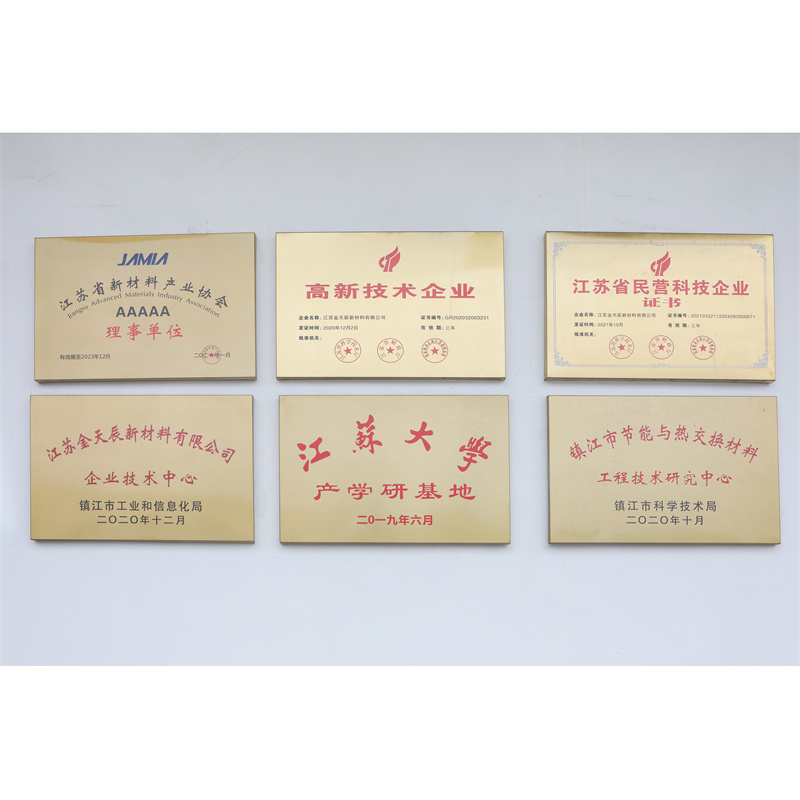 JAMIA
江苏省新材料产业协会
Jiangsu Advanced Materials Industry Association
AAAAA
理事单位
有效期至2023年12月
高新技术企业
企业名称：江苏金天辰新材料有限公司
证书编号：GR202032003231
发证时间：2020年12月2日
有 效 期：三年
批准机关：
江苏省民营科技企业
证书
企业名称：江苏金天辰新材料有限公司
发证时间：2021年10月
有 效 期：三年
批准机关：
江苏金天辰新材料有限公司
企业技术中心
镇江市工业和信息化局
二〇二〇年十二月
江蘇大學
产学研基地
二0一九年六月
镇江市节能与热交换材料
工程技术研究中心
镇江市科学技术局
二〇二〇年十月